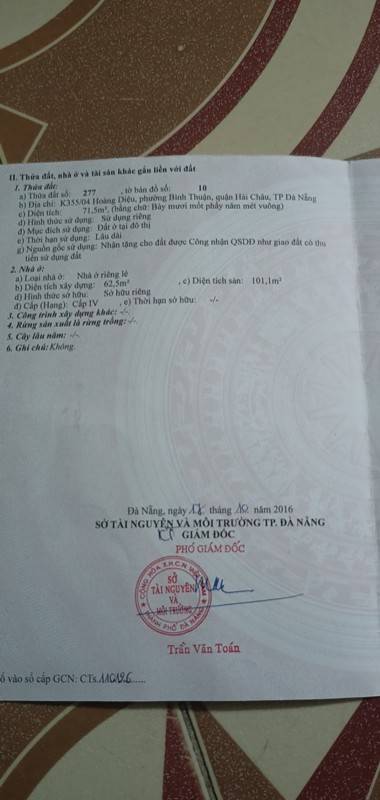 II. Thửa đất, nhà ở và tài sản khác gắn liền với đất
1. Thửa đất:
a) Thửa đất số: 277 , tờ bản đồ số: 10
b) Địa chỉ: K355/04 Hoàng Diệu, phường Bình Thuận, quận Hải Châu, TP Đà Nẵng
c) Diện tích: 71,5m², (bằng chữ: Bảy mươi mốt phẩy năm mét vuông)
d) Hình thức sử dụng: Sử dụng riêng
đ) Mục đích sử dụng: Đất ở tại đô thị
e) Thời hạn sử dụng: Lâu dài
g) Nguồn gốc sử dụng: Nhận tặng cho đất được Công nhận QSDĐ như giao đất có thu
tiền sử dụng đất
2. Nhà ở:
a) Loại nhà ở: Nhà ở riêng lẻ
b) Diện tích xây dựng: 62,5m² , c) Diện tích sàn: 101,1m²
d) Hình thức sở hữu: Sở hữu riêng
đ) Cấp (Hạng): Cấp IV , e) Thời hạn sở hữu: -/-
3. Công trình xây dựng khác: -/-
4. Rừng sản xuất là rừng trồng: -/-
5. Cây lâu năm: -/-
6. Ghi chú: Không.
Đà Nẵng, ngày tháng 10 năm 2016
SỞ TÀI NGUYÊN VÀ MÔI TRƯỜNG TP. ĐÀ NẴNG
KT GIÁM ĐỐC
PHÓ GIÁM ĐỐC
CỘNG HÒA X.H.C.N VIỆT NAM
SỞ
TÀI NGUYÊN
VÀ
MÔI TRƯỜNG
THÀNH PHỐ ĐÀ NẴNG
Trần Văn Toán
ố vào sổ cấp GCN: CTs.